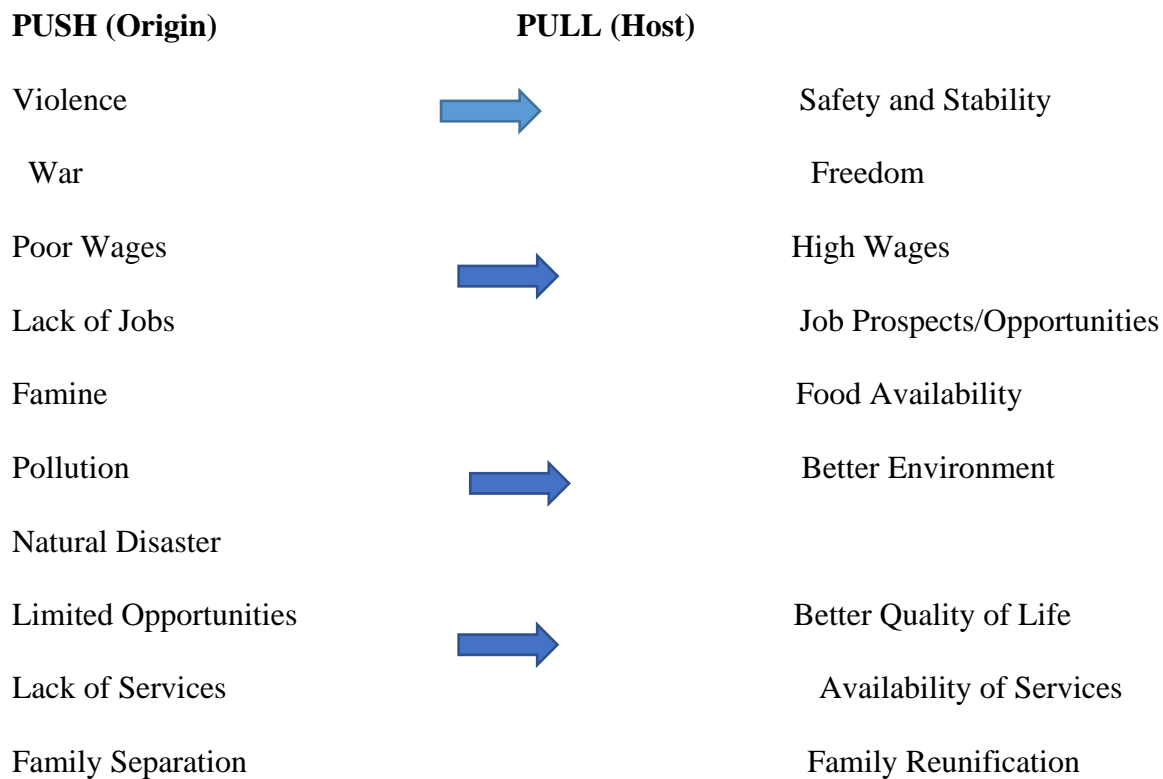 PUSH (Origin) PULL (Host)
Violence Safety and Stability
War Freedom
Poor Wages High Wages
Lack of Jobs Job Prospects/Opportunities
Famine Food Availability
Pollution Better Environment
Natural Disaster
Limited Opportunities Better Quality of Life
Lack of Services Availability of Services
Family Separation Family Reunification